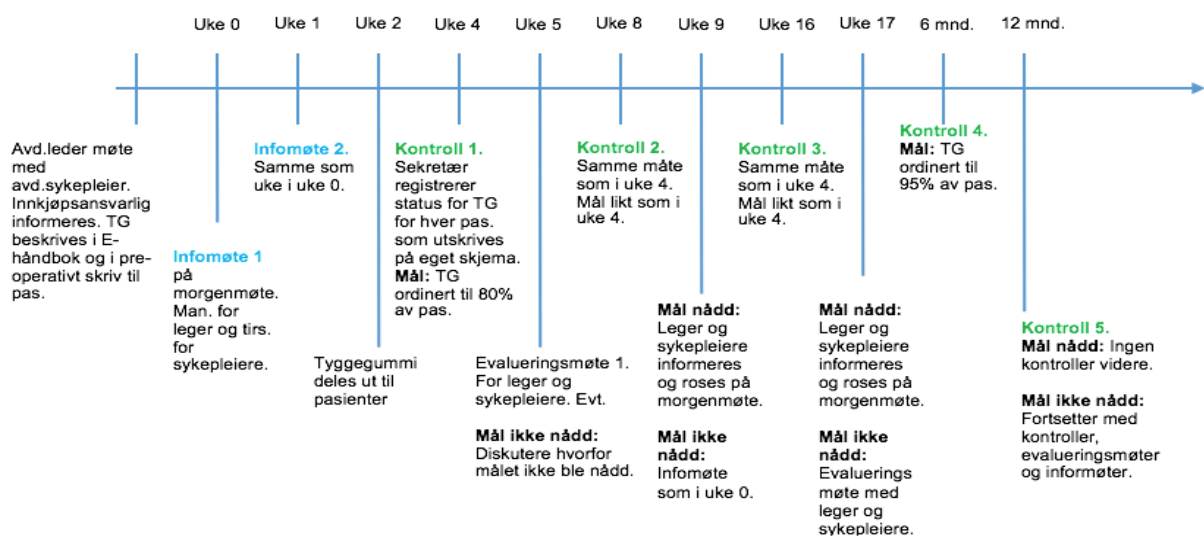 Uke 0
Uke 1
Uke 2
Uke 4
Uke 5
Uke 8
Uke 9
Uke 16
Uke 17
6 mnd.
12 mnd.
Avd.leder møte
med
avd.sykepleier.
Innkjøpsansvarlig
informeres. TG
beskrives i E-
håndbok og i pre-
operativt skriv til
pas.
Infomøte 1
på
morgenmøte.
Man. for
leger og tirs.
for
sykepleiere.
Infomøte 2.
Samme som
uke i uke 0.
Tyggegummi
deles ut til
pasienter
Kontroll 1.
Sekretær
registrerer
status for TG
for hver pas.
som utskrives
på eget skjema.
Mål: TG
ordinert til 80%
av pas.
Evalueringsmøte 1.
For leger og
sykepleiere. Evt.
Mål ikke nådd:
Diskutere hvorfor
målet ikke ble nådd.
Kontroll 2.
Samme måte
som i uke 4.
Mål likt som i
uke 4.
Mål nådd:
Leger og
sykepleiere
informeres
og roses på
morgenmøte.
Mål ikke
nådd:
Infomøte
som i uke 0.
Kontroll 3.
Samme måte
som i uke 4.
Mål likt som i
uke 4.
Mål nådd:
Leger og
sykepleiere
informeres
og roses på
morgenmøte.
Mål ikke
nådd:
Evaluerings
møte med
leger og
sykepleiere.
Kontroll 4.
Mål: TG
ordinert til
95% av pas.
Kontroll 5.
Mål nådd: Ingen
kontroller videre.
Mål ikke nådd:
Fortsetter med
kontroller,
evalueringsmøter
og informøter.